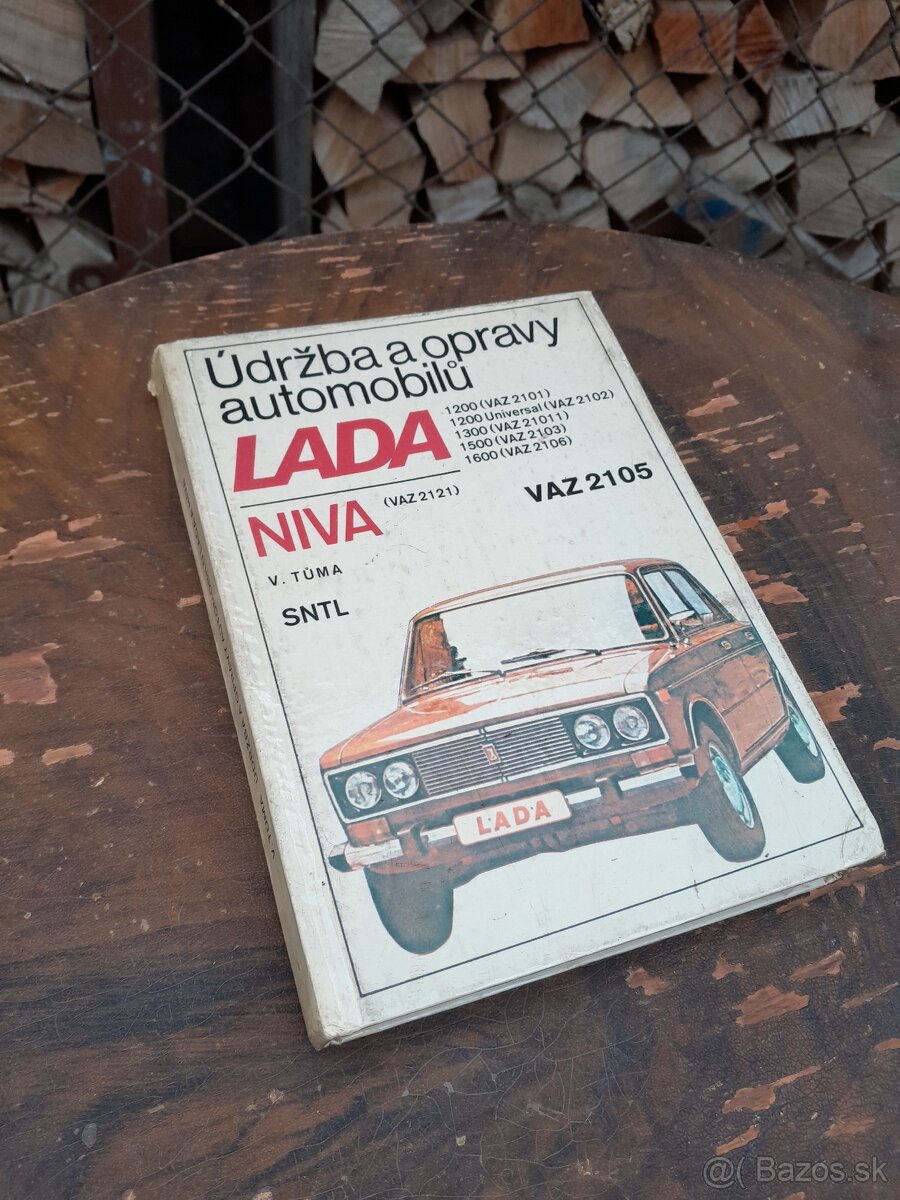 Údržba a opravy
automobilů
LADA
1200 (VAZ 2101)
1200 Universal (VAZ 2102)
1300 (VAZ 21011)
1500 (VAZ 2103)
1600 (VAZ 2106)
NIVA (VAZ 2121)
VAZ 2105
V. TŮMA
SNTL
LADA
@( Bazos.sk